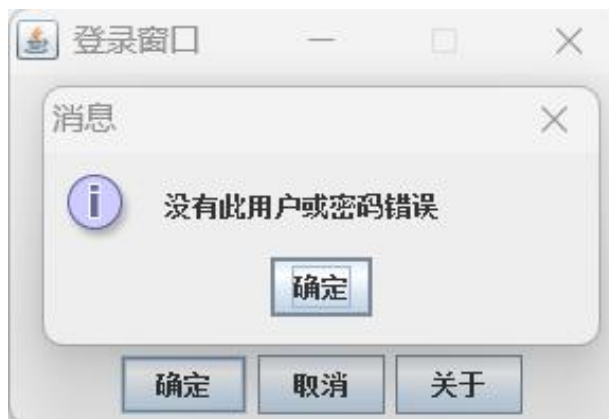 登录窗口
消息
没有此用户或密码错误
确定
确定 取消 关于